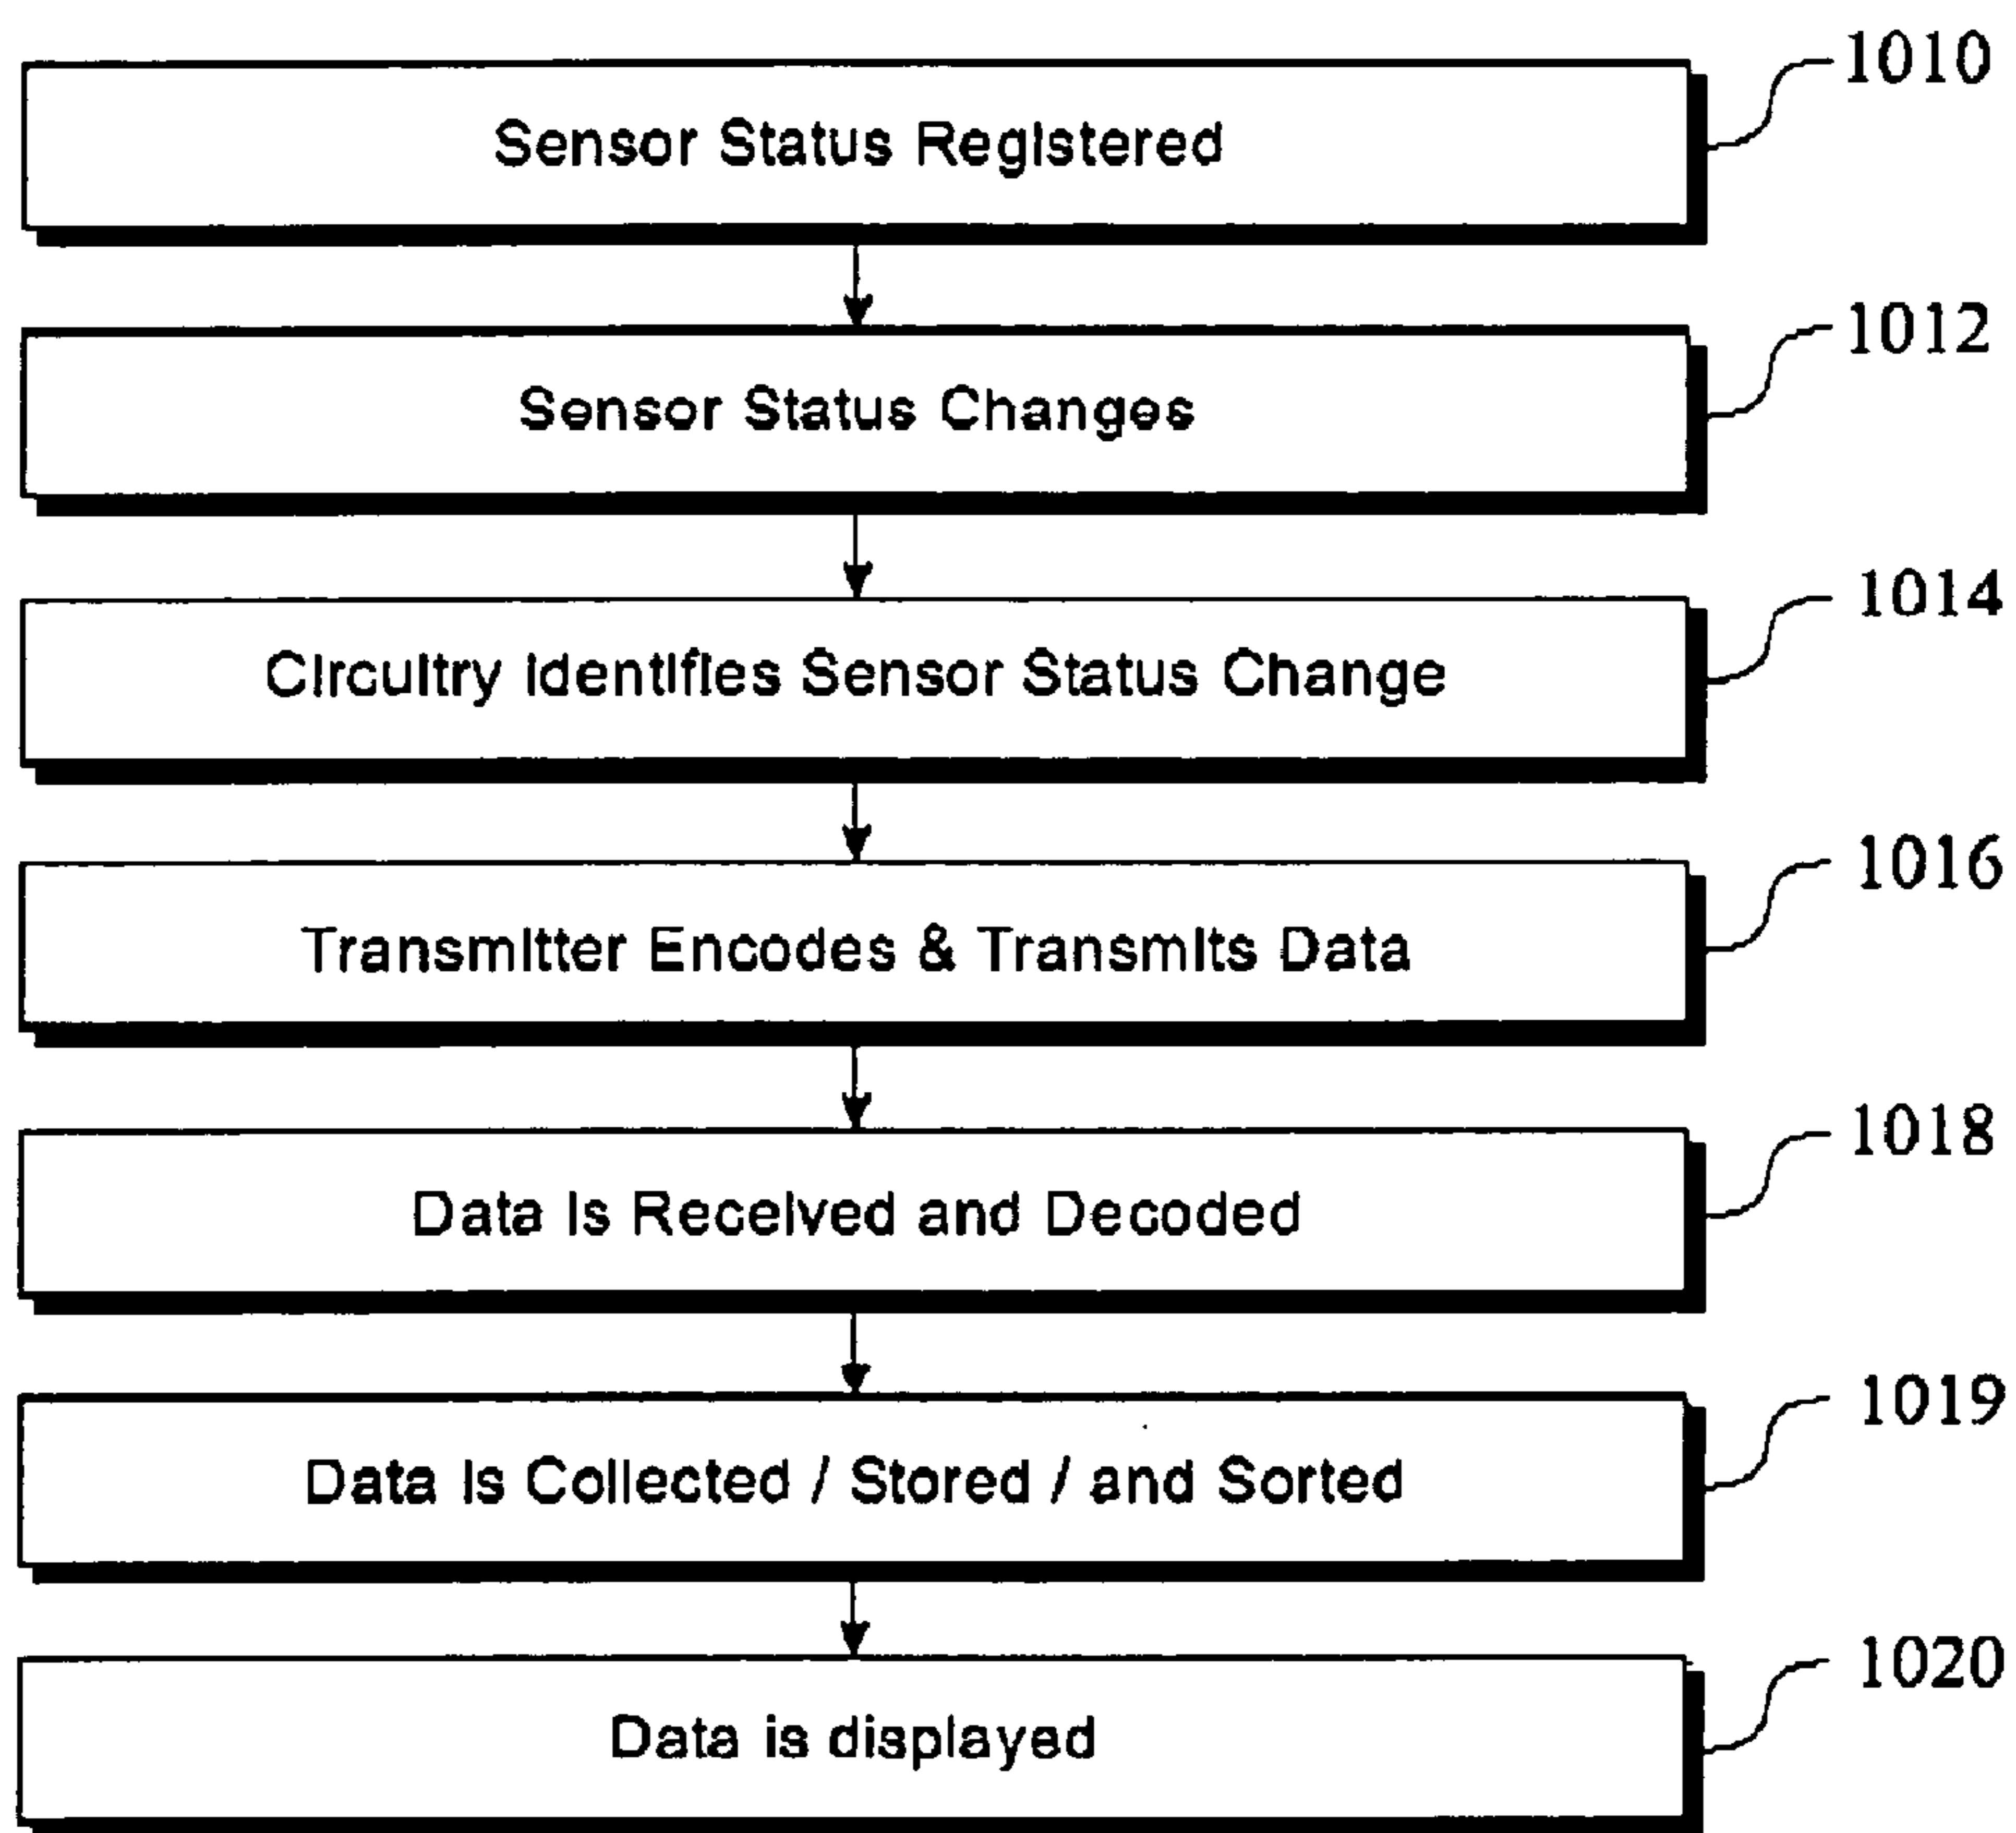 1010
Sensor Status Registered
1012
Sensor Status Changes
1014
Circuitry Identifies Sensor Status Change
1016
Transmitter Encodes & Transmits Data
1018
Data Is Received and Decoded
1019
Data Is Collected / Stored / and Sorted
1020
Data is displayed